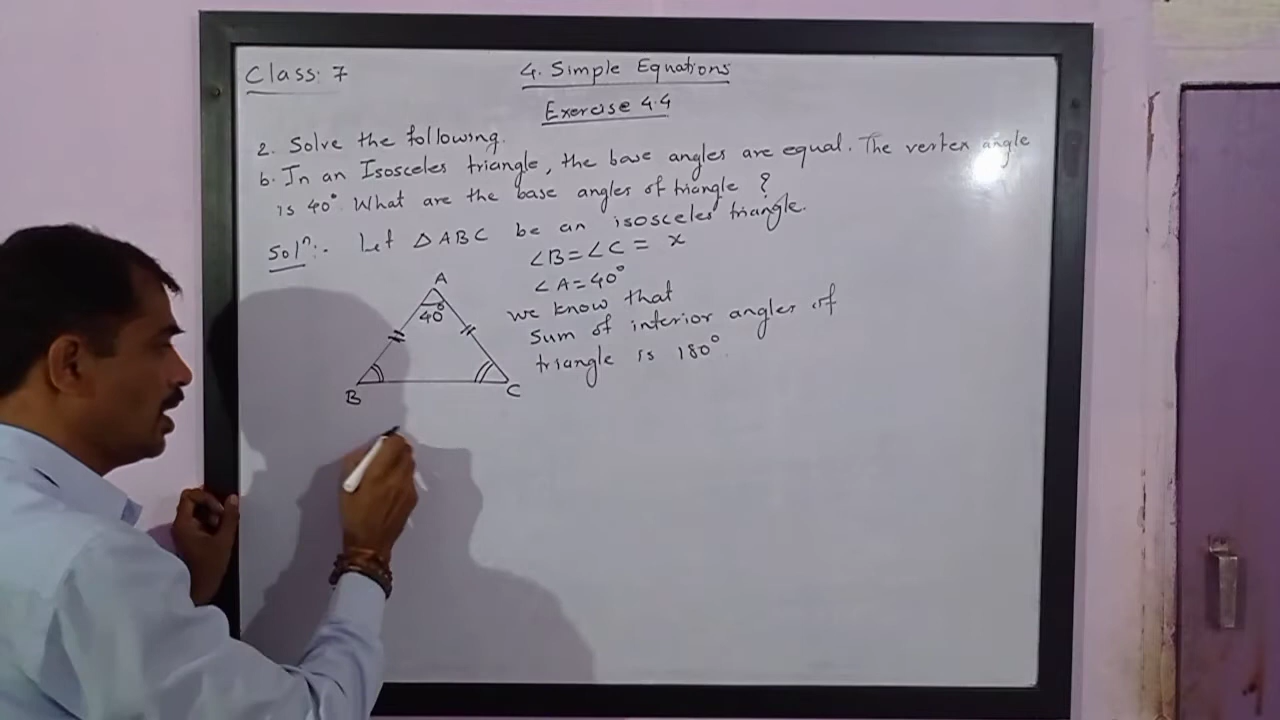 Class: 7
4. Simple Equations
Exercise 4.4
2. Solve the following.
b. In an Isosceles triangle, the base angles are equal. The vertex angle
is 40°. What are the base angles of triangle ?
Solⁿ:- Let △ABC be an isosceles triangle.
∠B=∠C = x
∠A=40°
we know that
Sum of interior angles of
triangle is 180°.
A
40°
B
C